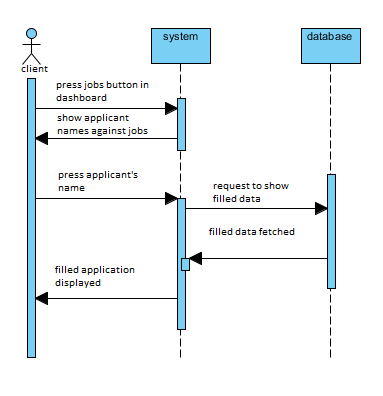 system
database
client
press jobs button in
dashboard
show applicant
names against jobs
press applicant's
name
request to show
filled data
filled data fetched
filled application
displayed